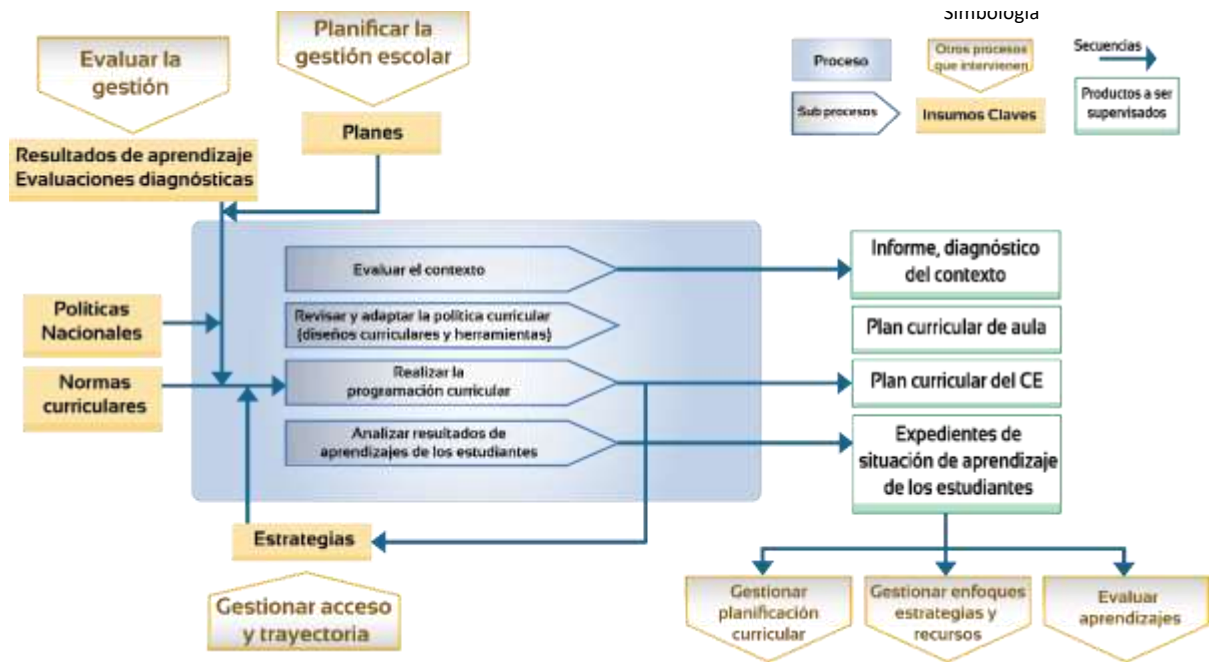 Simbología
Planificar la
gestión escolar
Evaluar la
gestión
Proceso
Otros procesos
que intervienen
Secuencias
Sub procesos
Insumos Claves
Productos a ser
supervisados
Planes
Resultados de aprendizaje
Evaluaciones diagnósticas
Evaluar el contexto
Informe, diagnóstico
del contexto
Políticas
Nacionales
Revisar y adaptar la política curricular
(diseños curriculares y herramientas)
Plan curricular de aula
Normas
curriculares
Realizar la
programación curricular
Plan curricular del CE
Analizar resultados de
aprendizajes de los estudiantes
Expedientes de
situación de aprendizaje
de los estudiantes
Estrategias
Gestionar acceso
y trayectoria
Gestionar
planificación
curricular
Gestionar enfoques
estrategias y
recursos
Evaluar
aprendizajes